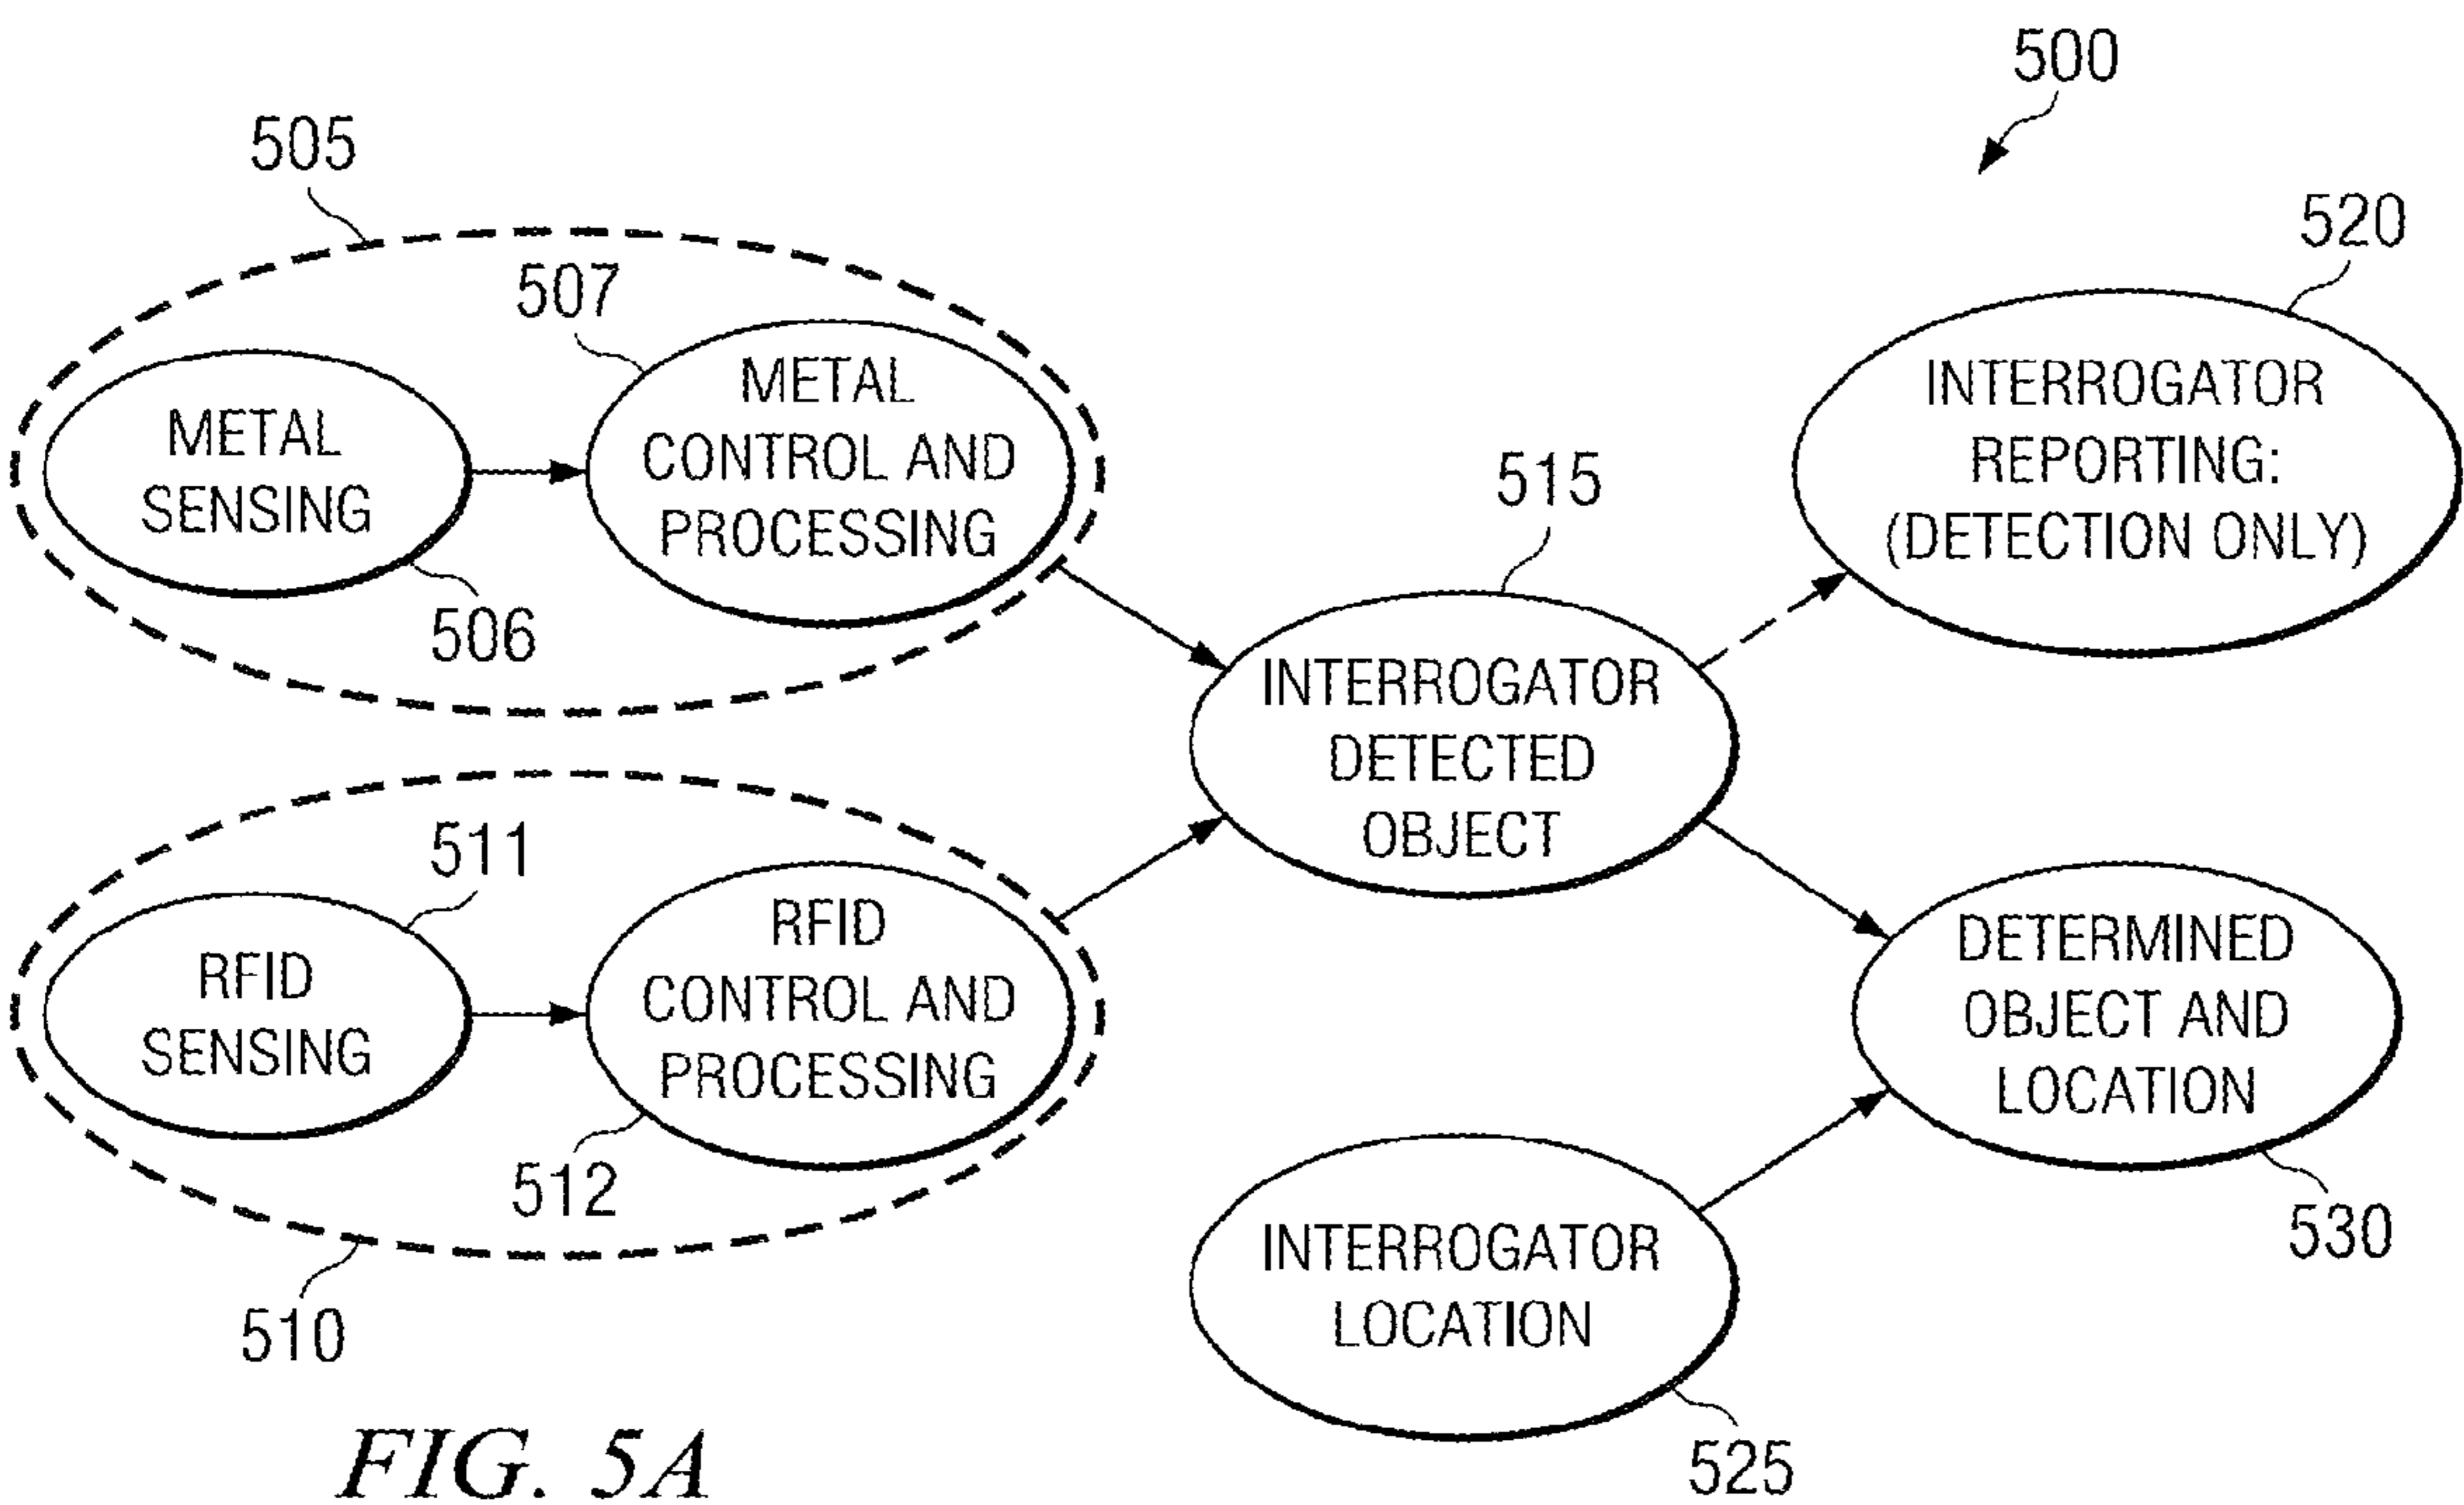 500
505
520
507
METAL
CONTROL AND
PROCESSING
METAL
SENSING
506
INTERROGATOR
REPORTING:
(DETECTION ONLY)
515
INTERROGATOR
DETECTED
OBJECT
511
RFID
SENSING
RFID
CONTROL AND
PROCESSING
512
510
DETERMINED
OBJECT AND
LOCATION
530
INTERROGATOR
LOCATION
525
FIG. 5A